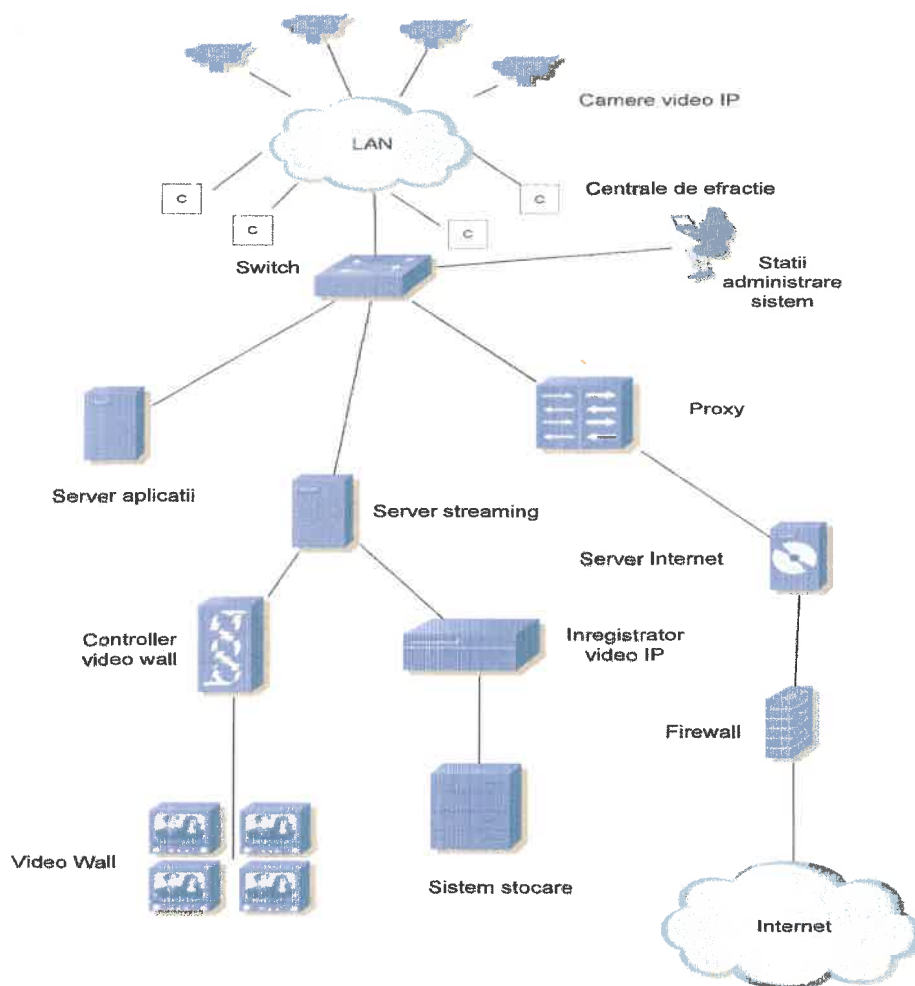 Camere video IP
LAN
Centrale de efractie
C
C
C
C
Switch
Statii
administrare
sistem
Proxy
Server aplicatii
Server streaming
Server Internet
Controller
video wall
Inregistrator
video IP
Firewall
Video Wall
Sistem stocare
Internet